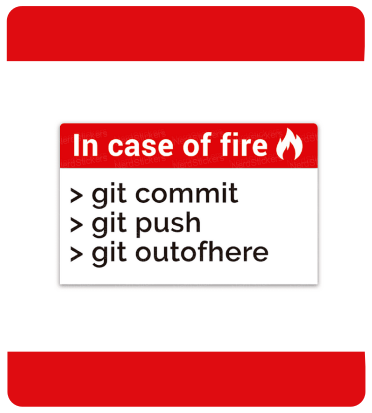 In case of fire
> git commit
> git push
> git outofhere